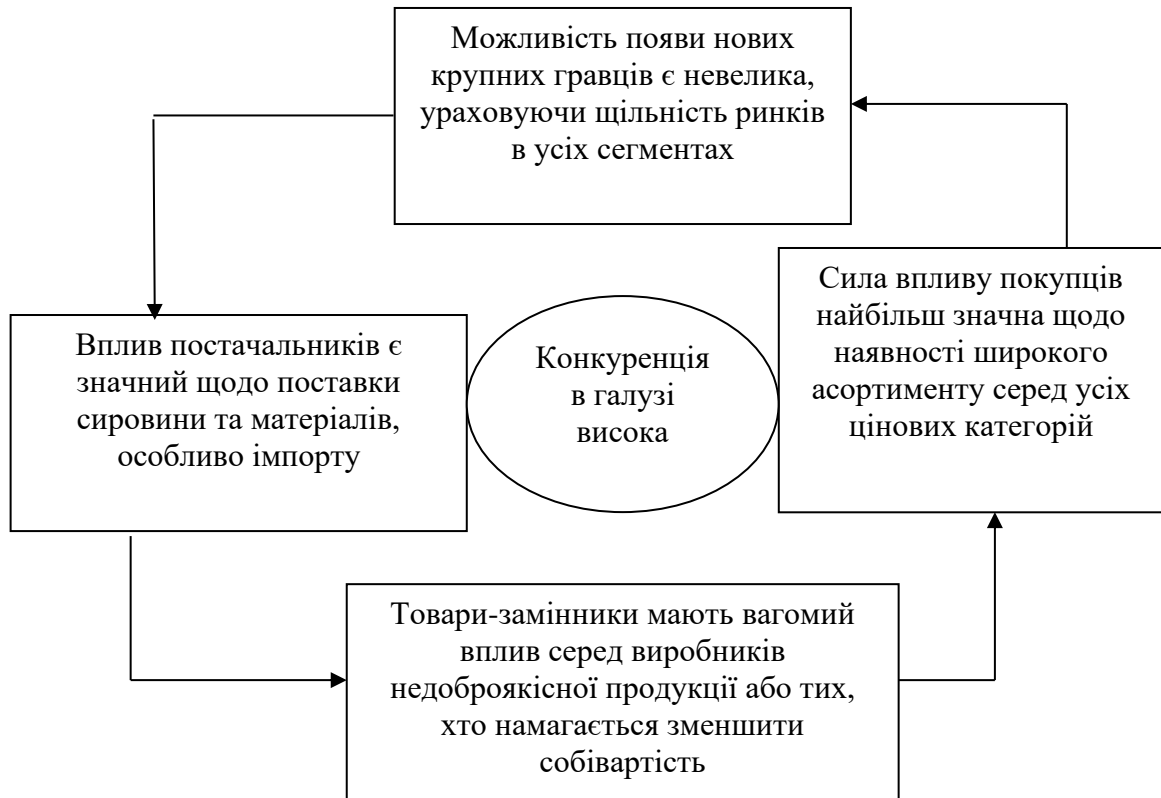 Можливість появи нових
крупних гравців є невелика,
ураховуючи щільність ринків
в усіх сегментах
Вплив постачальників є
значний щодо поставки
сировини та матеріалів,
особливо імпорту
Конкуренція
в галузі
висока
Сила впливу покупців
найбільш значна щодо
наявності широкого
асортименту серед усіх
цінових категорій
Товари-замінники мають вагомий
вплив серед виробників
недоброякісної продукції або тих,
хто намагається зменшити
собівартість